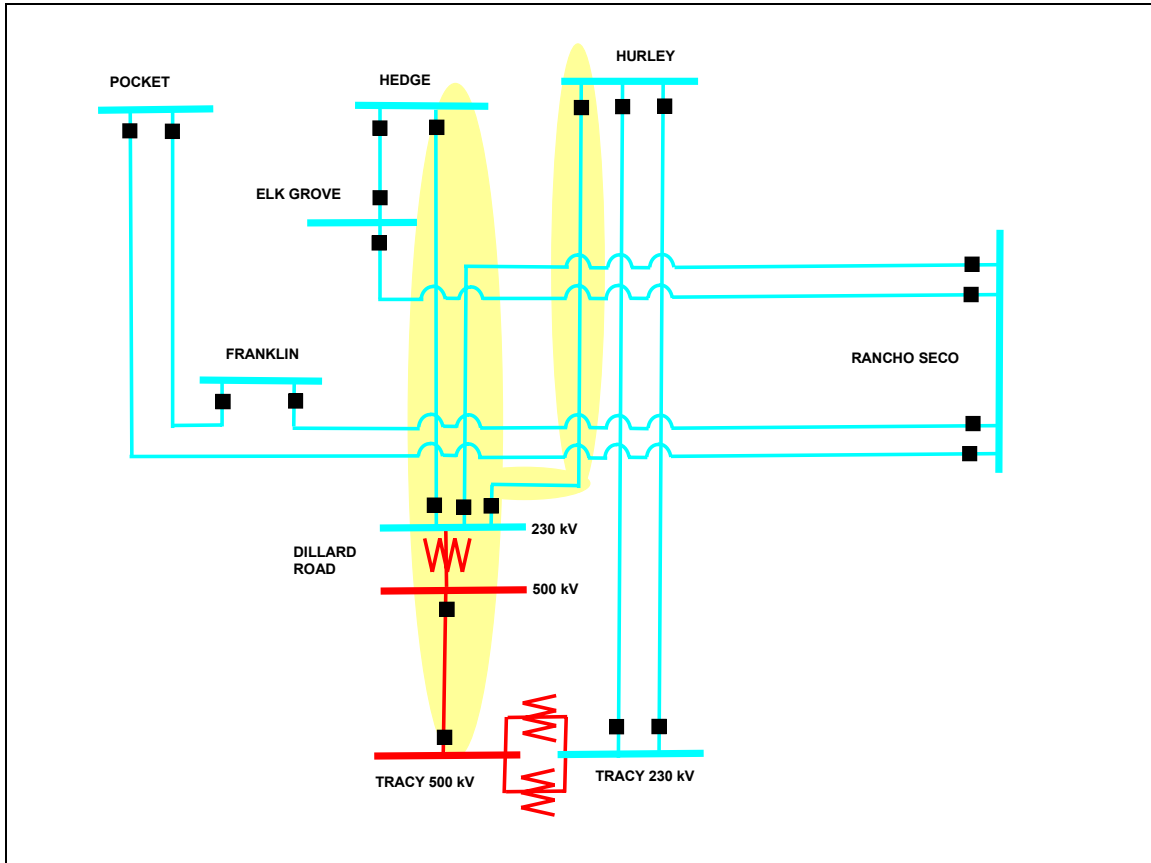 HURLEY
POCKET
HEDGE
ELK GROVE
FRANKLIN
RANCHO SECO
230 kV
DILLARD
ROAD
500 kV
TRACY 500 kV
TRACY 230 kV